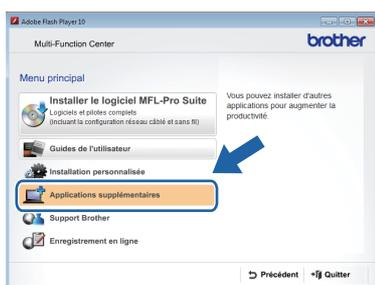 Adobe Flash Player 10
Multi-Function Center
brother
Menu principal
Installer le logiciel MFL-Pro Suite
Logiciels et pilotes complets
(incluant la configuration réseau câblé et sans fil)
Vous pouvez installer d'autres
applications pour augmenter la
productivité.
Guides de l'utilisateur
Installation personnalisée
Applications supplémentaires
Support Brother
Enregistrement en ligne
Précédent
Quitter